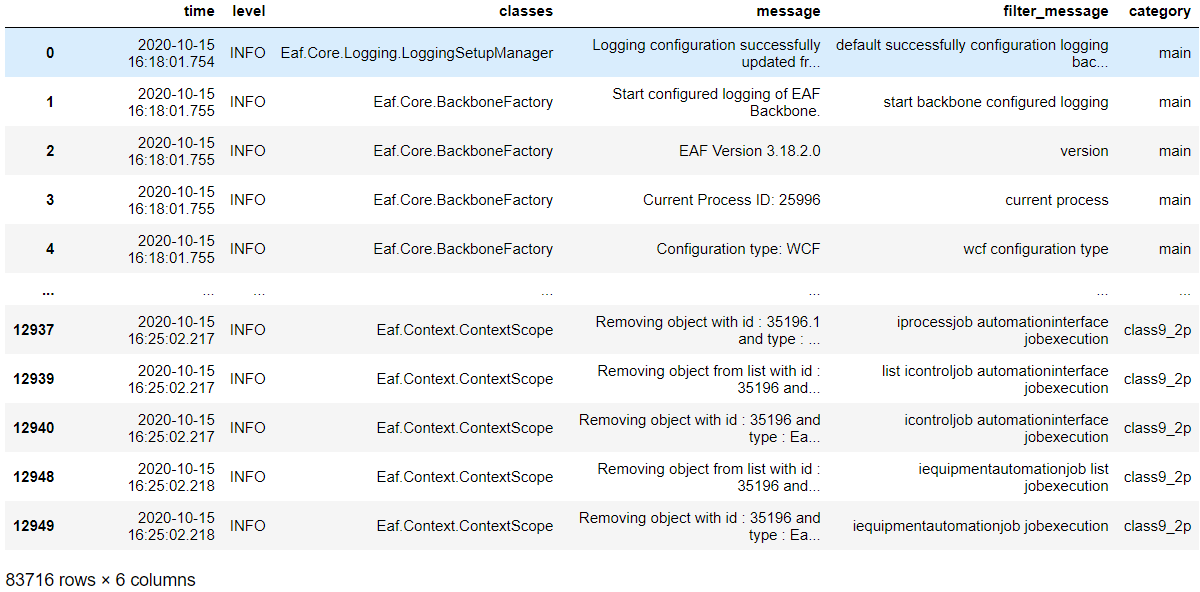 time level classes message filter_message category
0 2020-10-15 16:18:01.754 INFO Eaf.Core.Logging.LoggingSetupManager Logging configuration successfully updated fr... default successfully configuration logging bac... main
1 2020-10-15 16:18:01.755 INFO Eaf.Core.BackboneFactory Start configured logging of EAF Backbone. start backbone configured logging main
2 2020-10-15 16:18:01.755 INFO Eaf.Core.BackboneFactory EAF Version 3.18.2.0 version main
3 2020-10-15 16:18:01.755 INFO Eaf.Core.BackboneFactory Current Process ID: 25996 current process main
4 2020-10-15 16:18:01.755 INFO Eaf.Core.BackboneFactory Configuration type: WCF wcf configuration type main
... ... ... ... ... ... ...
12937 2020-10-15 16:25:02.217 INFO Eaf.Context.ContextScope Removing object with id : 35196.1 and type : ... iprocessjob automationinterface jobexecution class9_2p
12939 2020-10-15 16:25:02.217 INFO Eaf.Context.ContextScope Removing object from list with id : 35196 and... list icontroljob automationinterface jobexecution class9_2p
12940 2020-10-15 16:25:02.217 INFO Eaf.Context.ContextScope Removing object with id : 35196 and type : Ea... icontroljob automationinterface jobexecution class9_2p
12948 2020-10-15 16:25:02.218 INFO Eaf.Context.ContextScope Removing object from list with id : 35196 and... iequipmentautomationjob list jobexecution class9_2p
12949 2020-10-15 16:25:02.218 INFO Eaf.Context.ContextScope Removing object with id : 35196 and type : Ea... iequipmentautomationjob jobexecution class9_2p
83716 rows × 6 columns